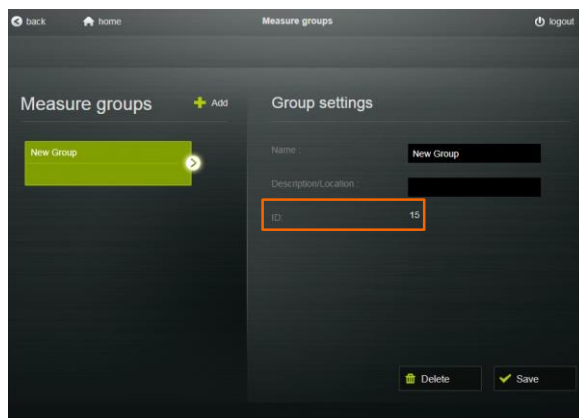 back home Measure groups logout
Measure groups Add
Group settings
New Group
Name : New Group
Description/Location :
ID: 15
Delete Save